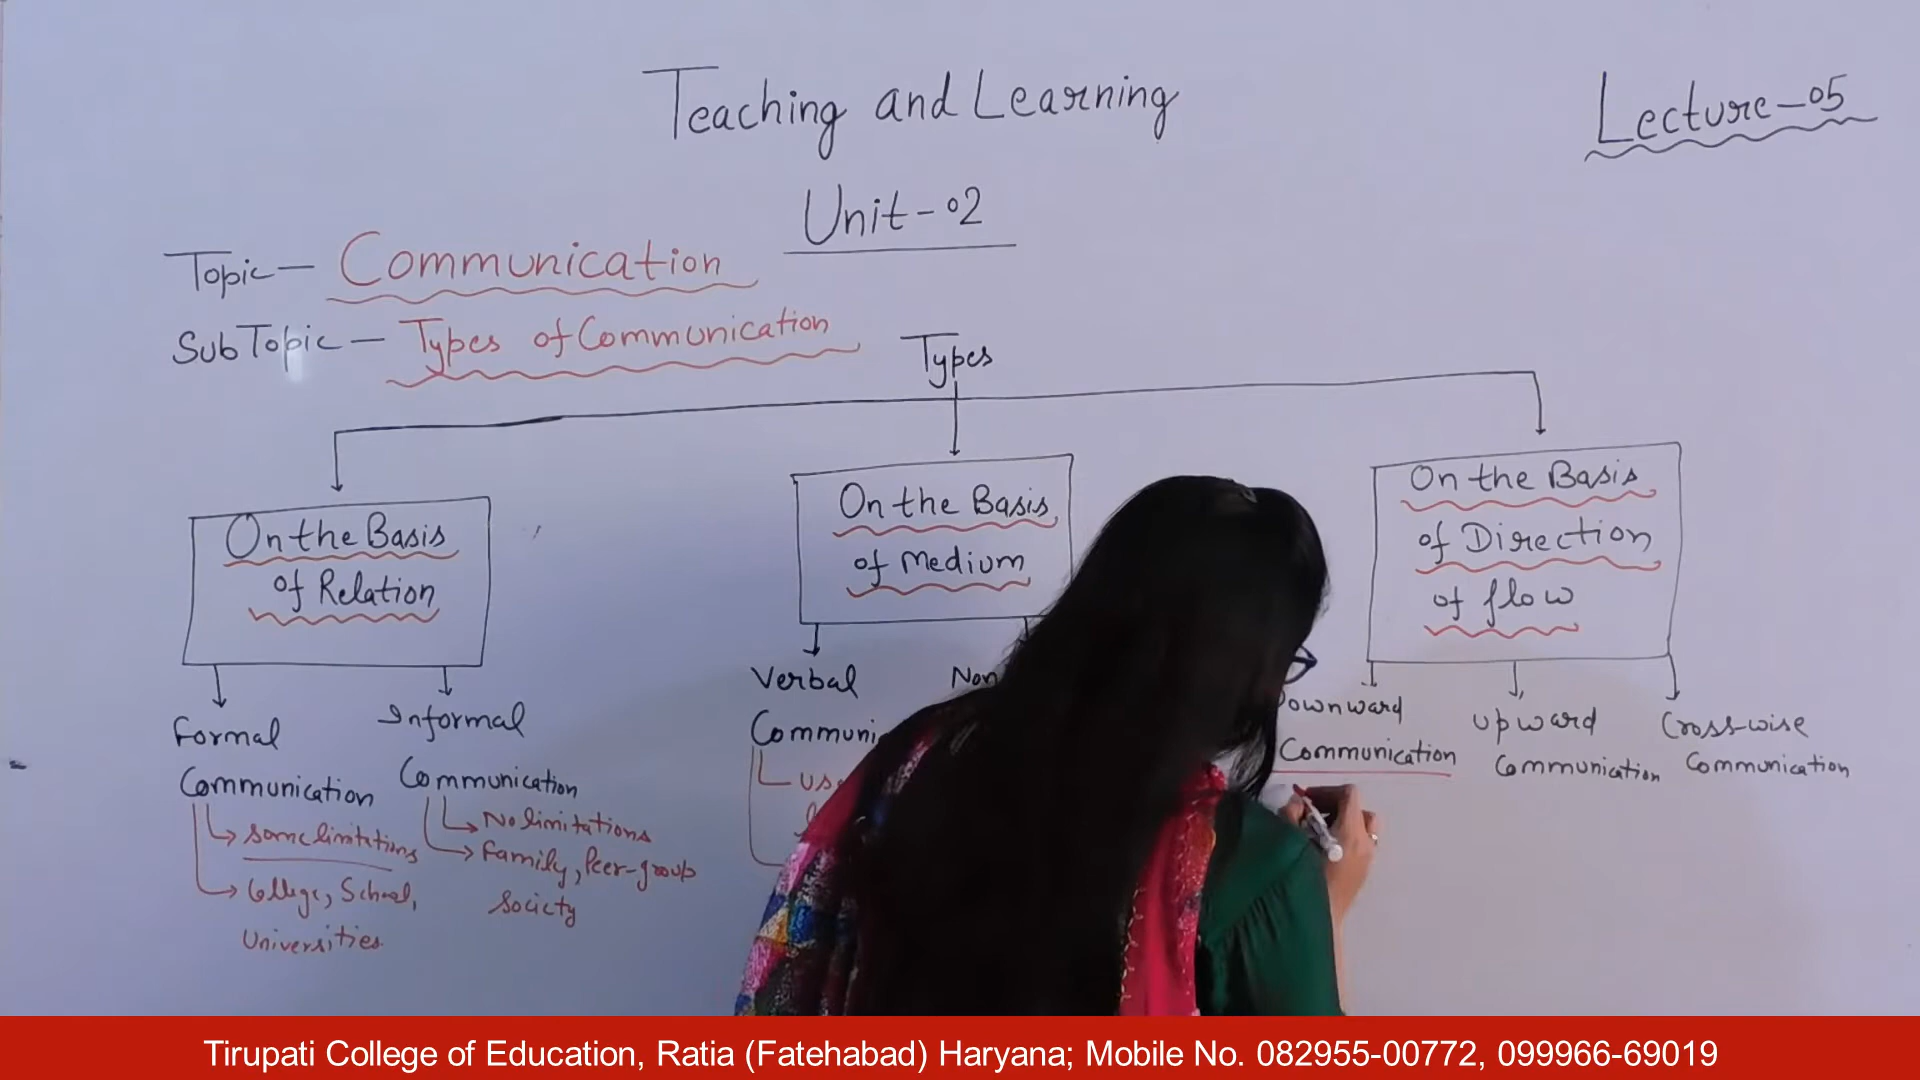 Teaching and Learning
Lecture-05
Unit-02
Topic- Communication
SubTopic- Types of Communication
Types
On the Basis
of Relation
On the Basis
of Medium
On the Basis
of Direction
of flow
Formal
Communication
some limitations
College, School,
Universities
Informal
Communication
No limitations
Family, Peer-group
society
Verbal
Upward
Communication
Cross-wise
Communication
Communication
Tirupati College of Education, Ratia (Fatehabad) Haryana; Mobile No. 082955-00772, 099966-69019